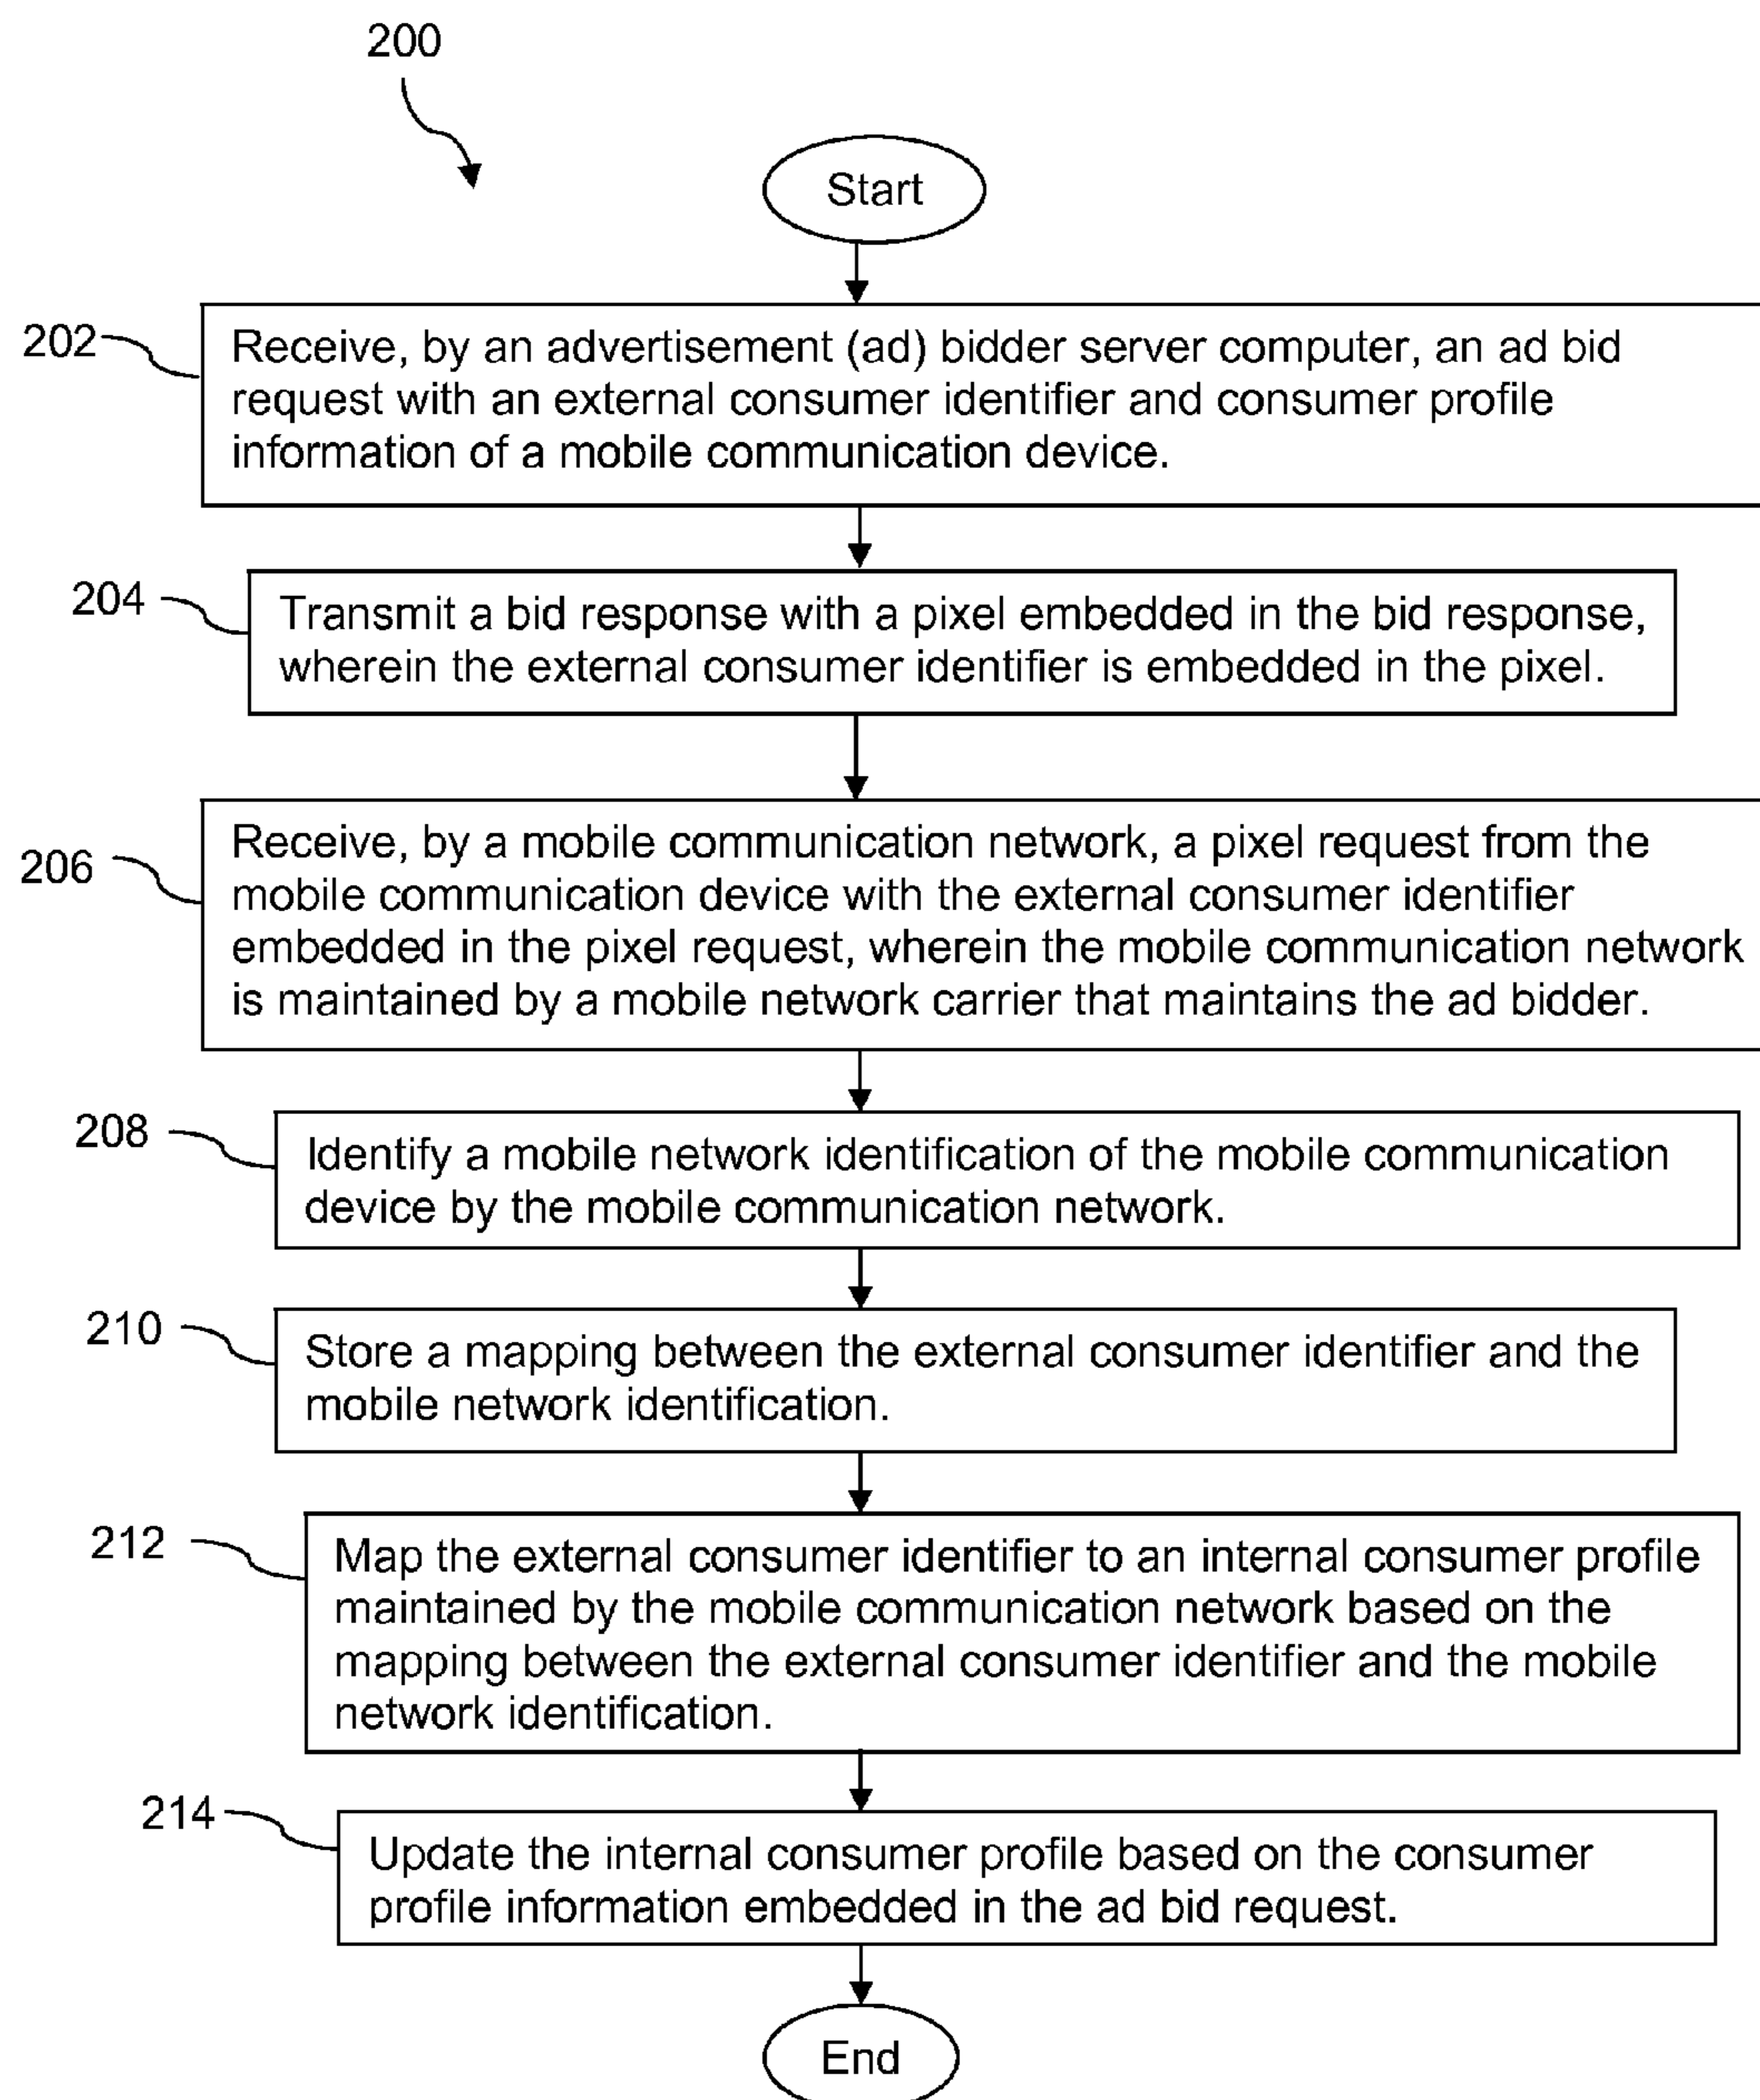 200
Start
202
Receive, by an advertisement (ad) bidder server computer, an ad bid
request with an external consumer identifier and consumer profile
information of a mobile communication device.
204
Transmit a bid response with a pixel embedded in the bid response,
wherein the external consumer identifier is embedded in the pixel.
206
Receive, by a mobile communication network, a pixel request from the
mobile communication device with the external consumer identifier
embedded in the pixel request, wherein the mobile communication network
is maintained by a mobile network carrier that maintains the ad bidder.
208
Identify a mobile network identification of the mobile communication
device by the mobile communication network.
210
Store a mapping between the external consumer identifier and the
mobile network identification.
212
Map the external consumer identifier to an internal consumer profile
maintained by the mobile communication network based on the
mapping between the external consumer identifier and the mobile
network identification.
214
Update the internal consumer profile based on the consumer
profile information embedded in the ad bid request.
End